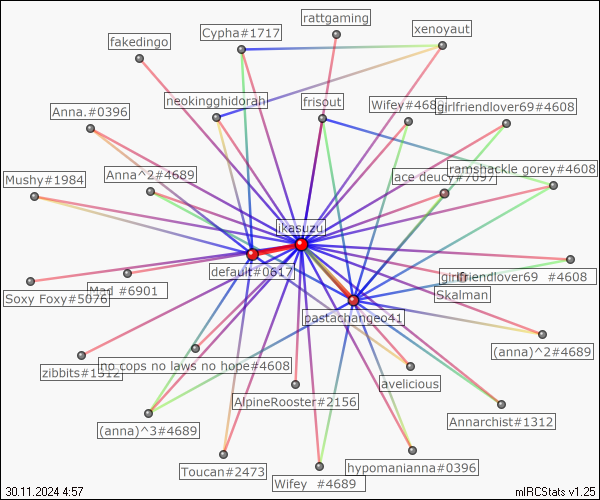 rattgaming
Cypha#1717
xenoyaut
fakedingo
neokingghidorah
frisout
Wifey#468
girlfriendlover69#4608
Anna.#0396
Mushy#1984
Anna^2#4689
ace deucy#7097
ramshackle gorey#4608
ikasuzu
default#0617
girlfriendlover69 #4608
Mad #6901
Soxy Foxy#5076
Skalman
pastachangeo41
(anna)^2#4689
zibbits#1312
no cops no laws no hope#4608
avelicious
AlpineRooster#2156
Annarchist#1312
(anna)^3#4689
Toucan#2473
Wifey #4689
hypomanianna#0396
30.11.2024 4:57
mIRCStats v1.25